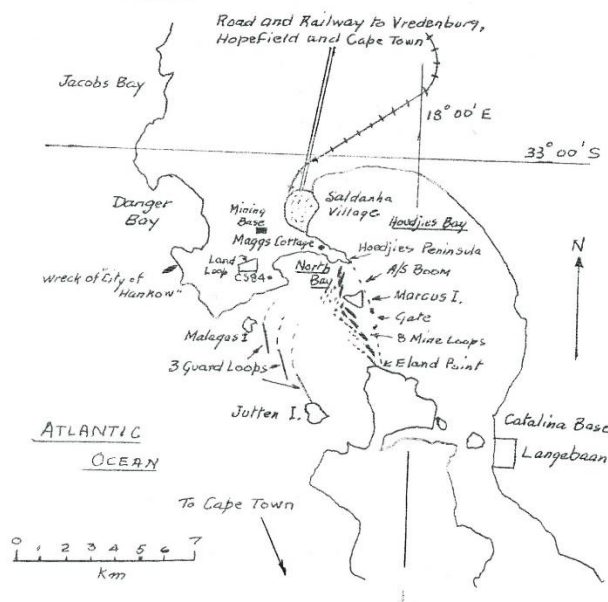 Road and Railway to Vredenburg,
Hopefield and Cape Town
Jacobs Bay
18° 00' E
33° 00' S
Danger
Bay
Saldanha
Village
Mining
Base
Hoedjies Bay
Maggs Cottage
Hoedjies Peninsula
N
Land
Loop
3
CS94
North
Bay
A/S BOOM
Wreck of "City of
Hankow"
Marcus I.
Gate
Malagas I
8 Mine Loops
3 Guard Loops
Eland Point
Jutten I.
Catalina Base
Langebaan
ATLANTIC
OCEAN
To Cape Town
0 1 2 3 4 5 6 7
km